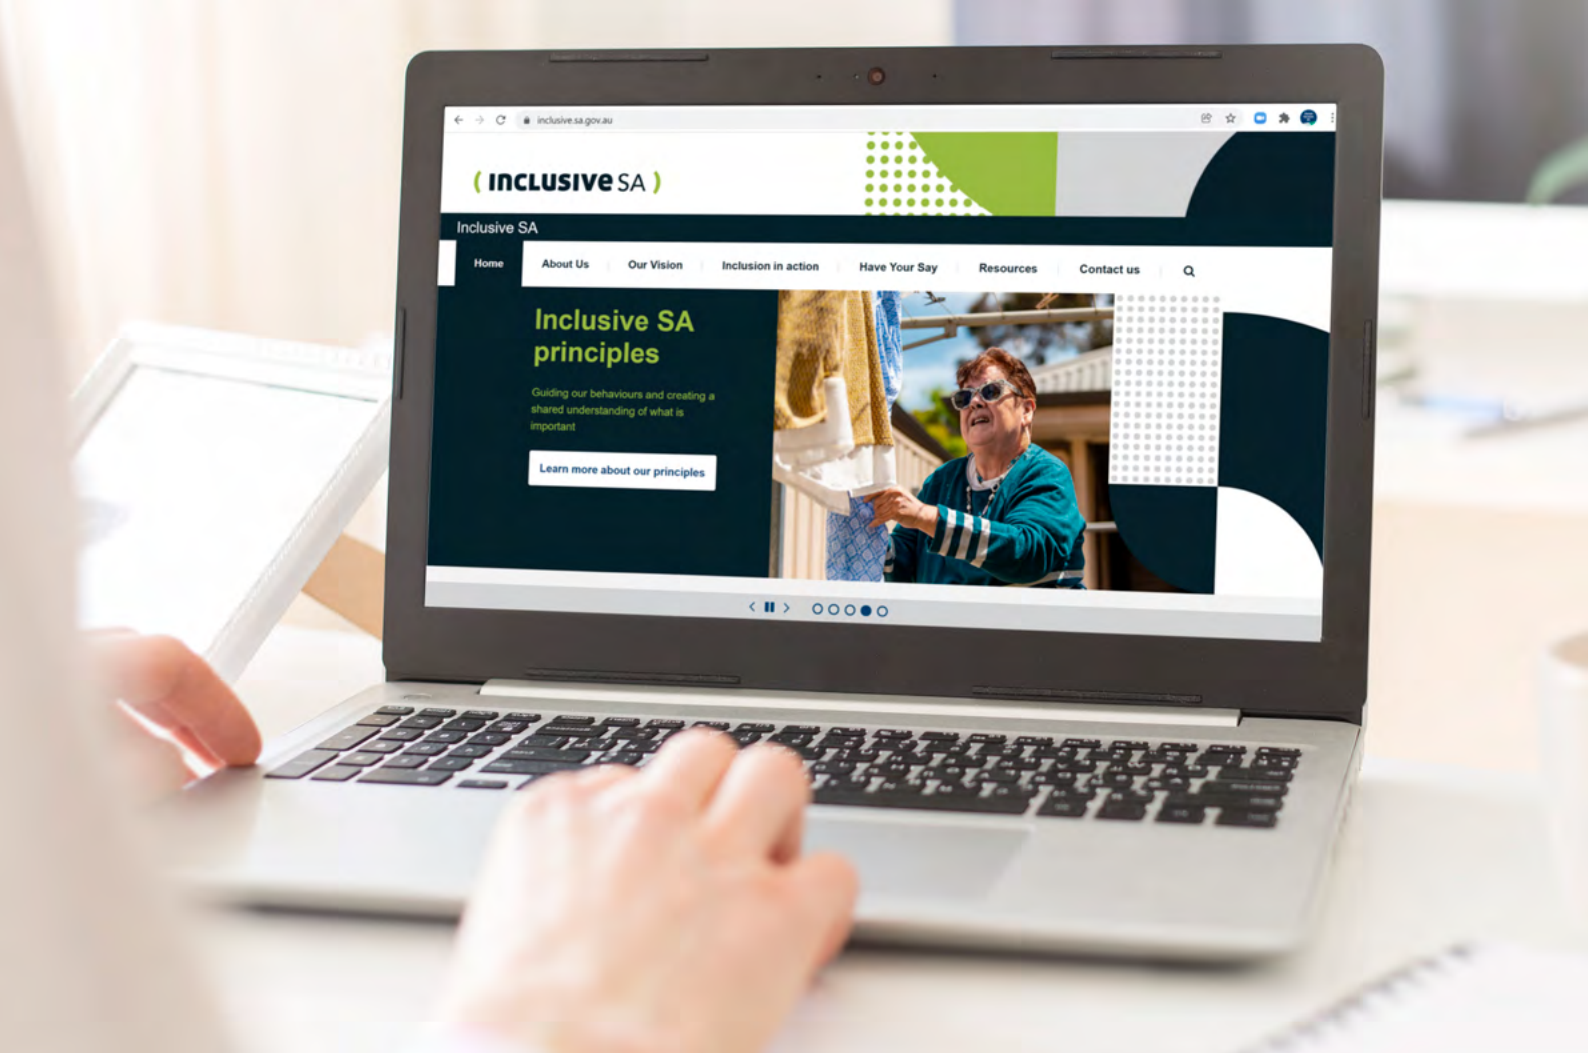 inclusive.sa.gov.au
( INCLUSIVE SA )
Inclusive SA
Home
About Us
Our Vision
Inclusion in action
Have Your Say
Resources
Contact us
Inclusive SA
principles
Guiding our behaviours and creating a
shared understanding of what is
important
Learn more about our principles